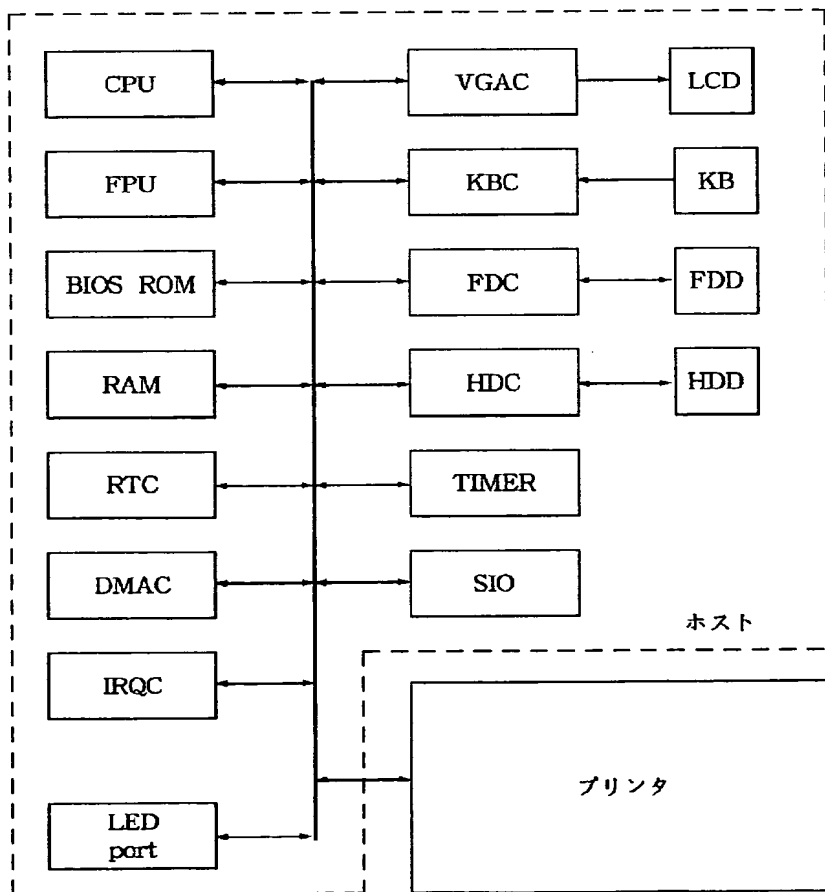 CPU
VGAC
LCD
FPU
KBC
KB
BIOS ROM
FDC
FDD
RAM
HDC
HDD
RTC
TIMER
DMAC
SIO
ホスト
IRQC
プリンタ
LED
port